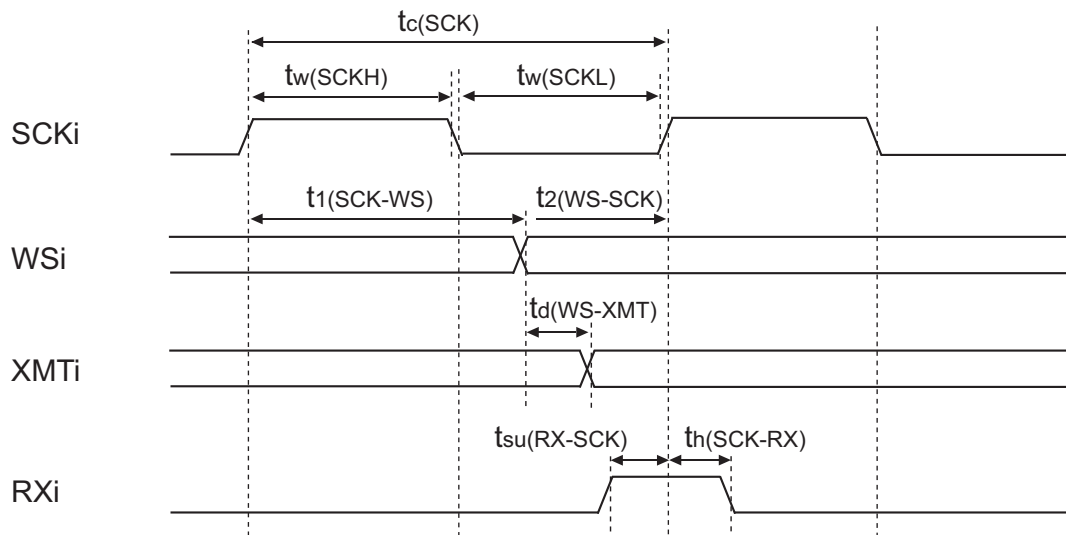 tc(SCK)
tw(SCKH)
tw(SCKL)
SCKi
t1(SCK-WS)
t2(WS-SCK)
WSi
td(WS-XMT)
XMTi
tsu(RX-SCK)
th(SCK-RX)
RXi